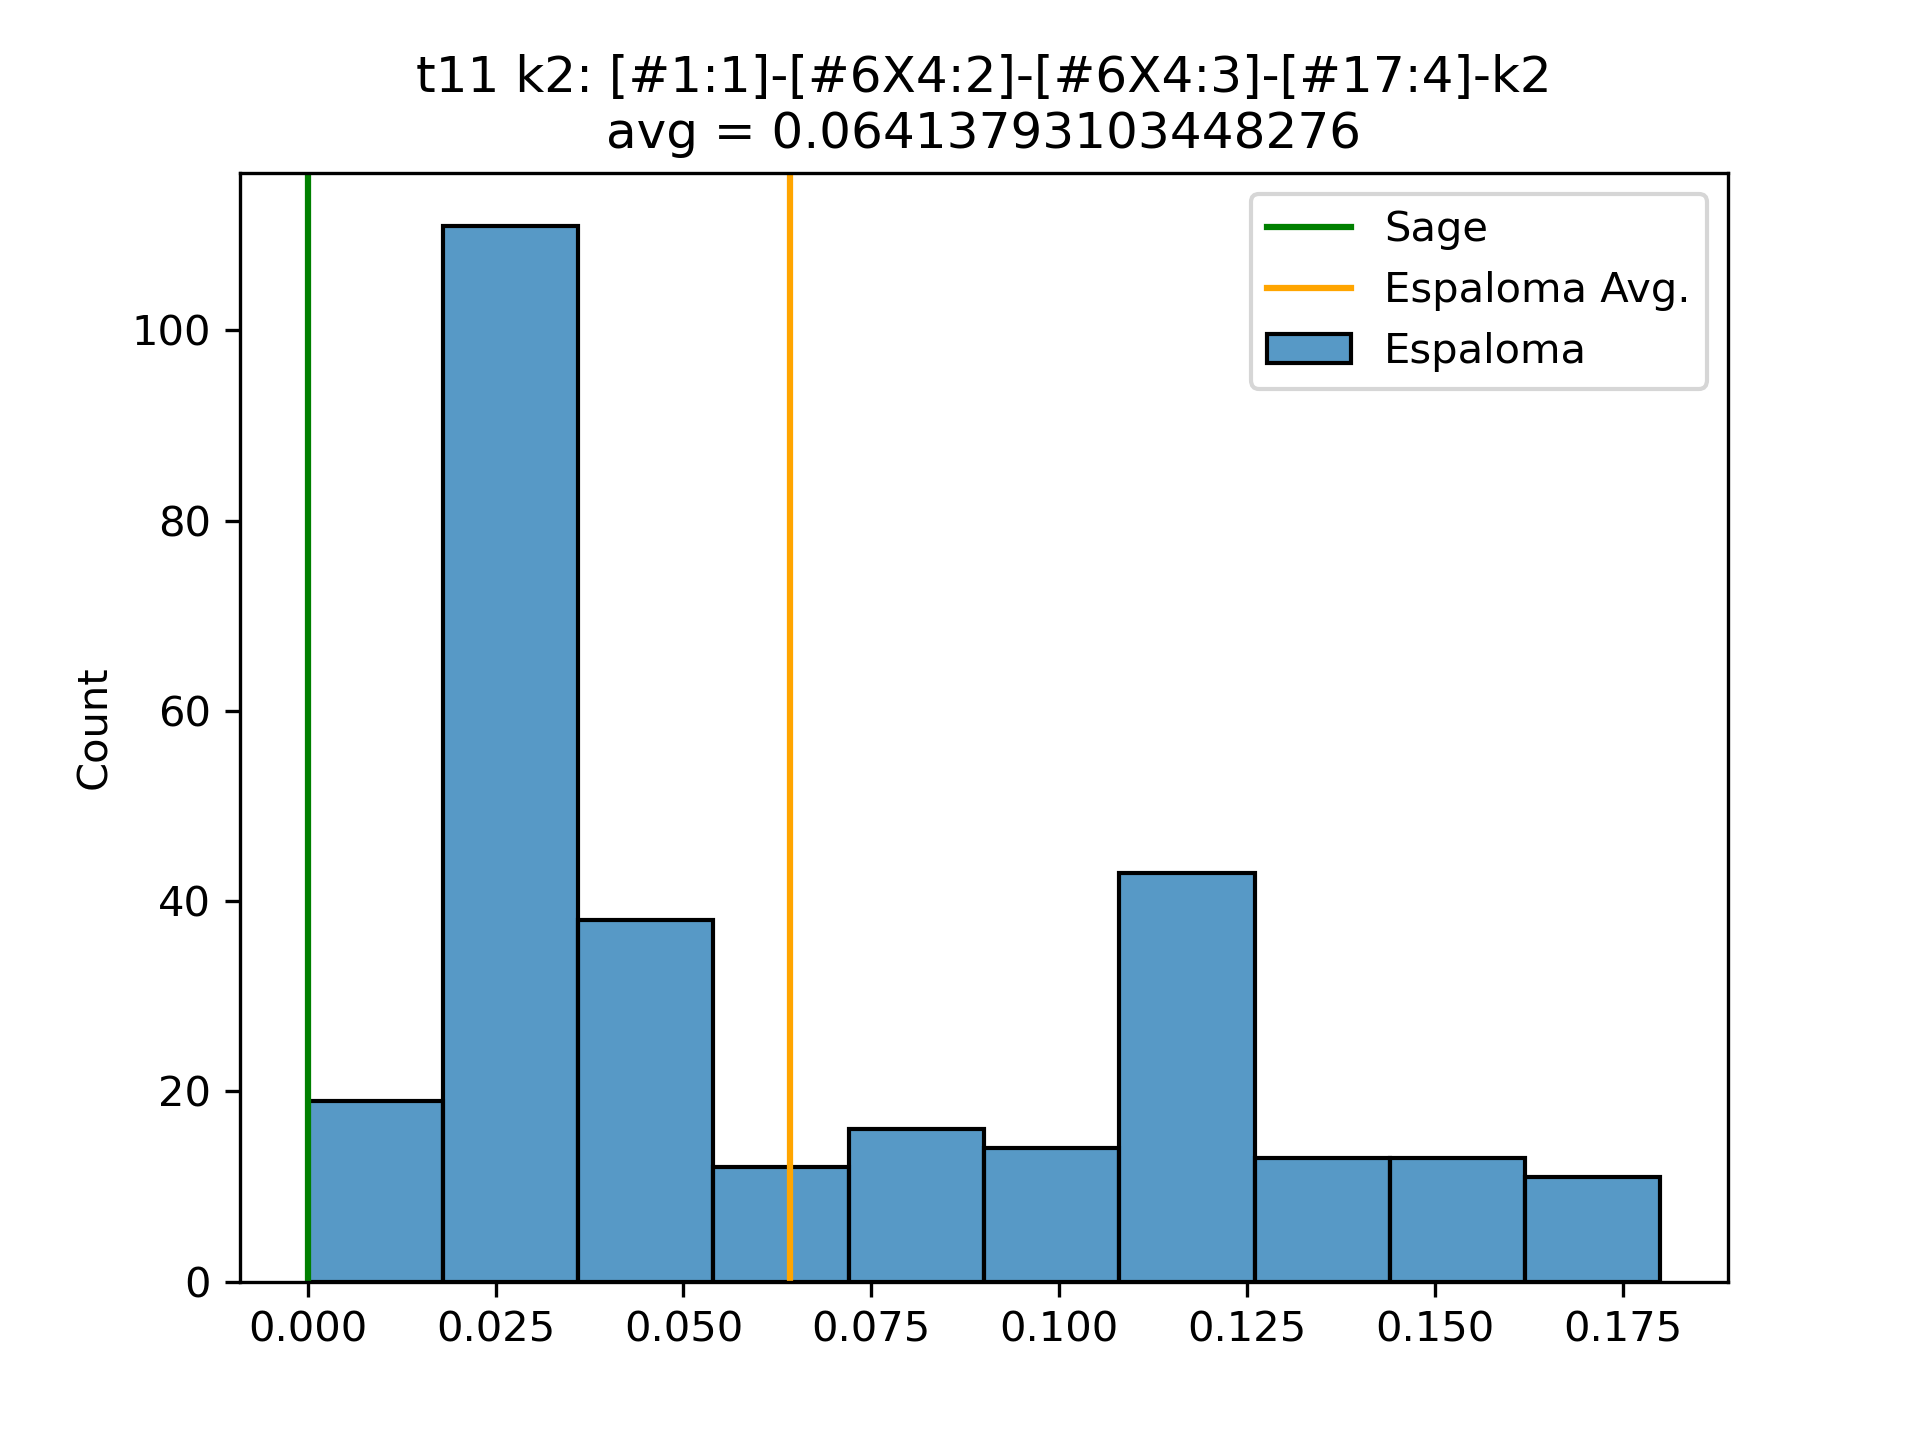 t11 k2: [#1:1]-[#6X4:2]-[#6X4:3]-[#17:4]-k2
avg = 0.06413793103448276
Sage
Espaloma Avg.
Espaloma
Count
100
80
60
40
20
0
0.000 0.025 0.050 0.075 0.100 0.125 0.150 0.175